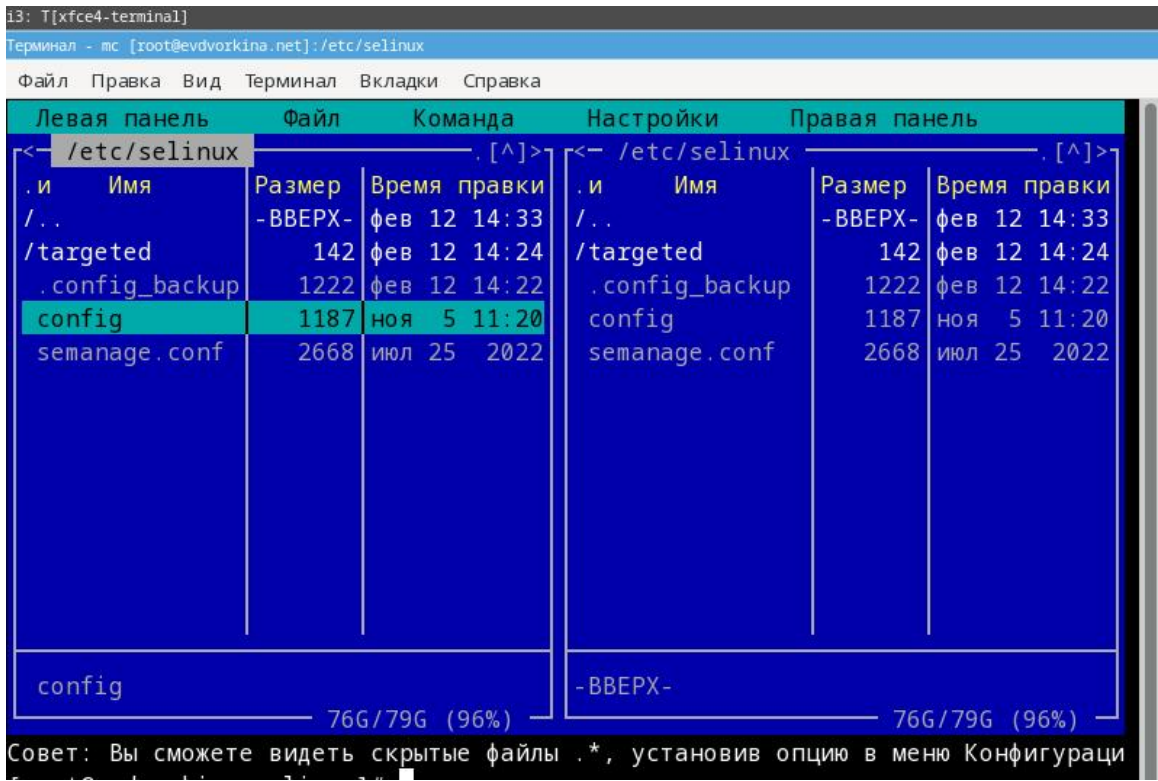 i3: T[xfce4-terminal]
Терминал - mc [root@evdvorkina.net]:/etc/selinux
Файл Правка Вид Терминал Вкладки Справка
Левая панель Файл Команда Настройки Правая панель
<— /etc/selinux .[^]> <— /etc/selinux .[^]>
.и Имя Размер Время правки .и Имя Размер Время правки
/.. -ВВЕРХ- фев 12 14:33 /.. -ВВЕРХ- фев 12 14:33
/targeted 142 фев 12 14:24 /targeted 142 фев 12 14:24
.config_backup 1222 фев 12 14:22 .config_backup 1222 фев 12 14:22
config 1187 ноя 5 11:20 config 1187 ноя 5 11:20
semanage.conf 2668 июл 25 2022 semanage.conf 2668 июл 25 2022
config -ВВЕРХ-
76G/79G (96%) 76G/79G (96%)
Совет: Вы сможете видеть скрытые файлы .*, установив опцию в меню Конфигураци